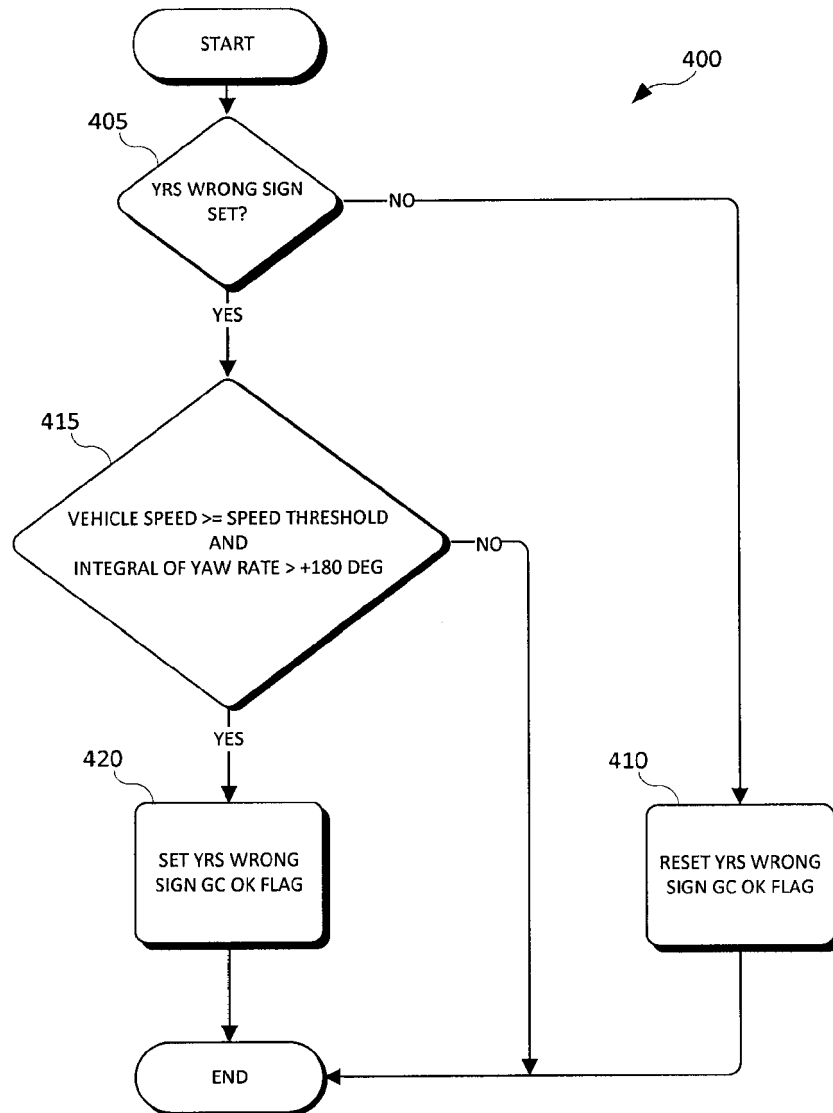 START
400
405
YRS WRONG SIGN
SET?
NO
YES
415
VEHICLE SPEED >= SPEED THRESHOLD
AND
INTEGRAL OF YAW RATE > +180 DEG
NO
YES
420
410
SET YRS WRONG
SIGN GC OK FLAG
RESET YRS WRONG
SIGN GC OK FLAG
END